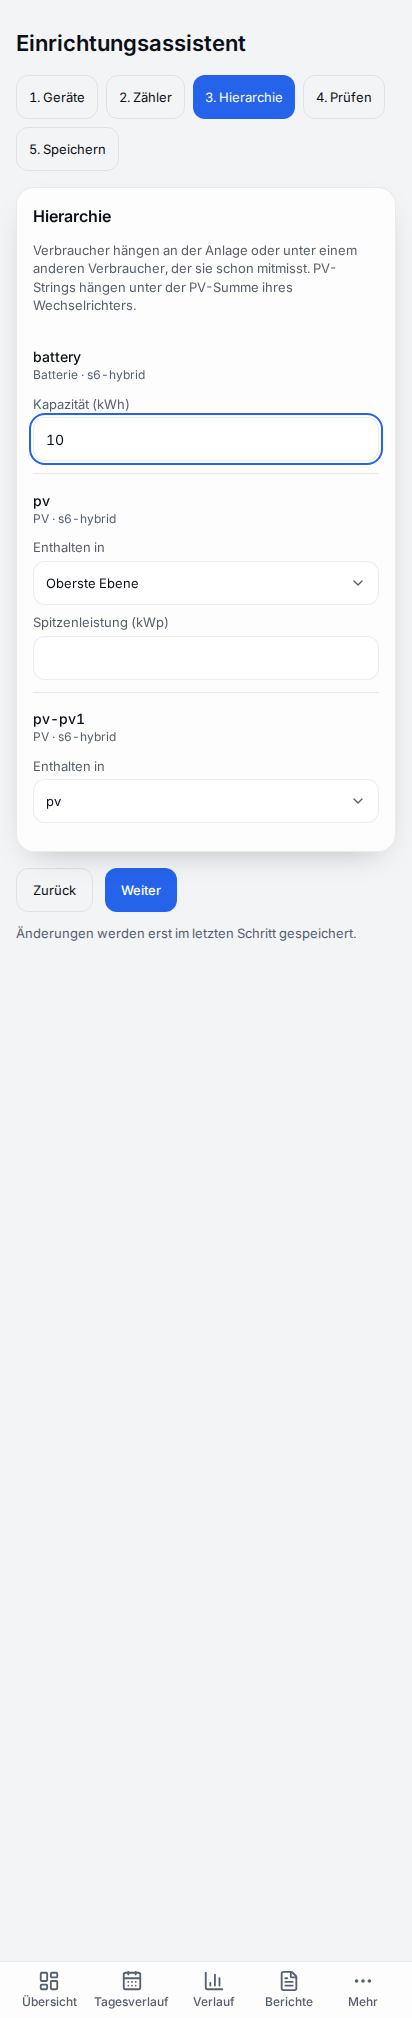 Einrichtungsassistent
1. Geräte
2. Zähler
3. Hierarchie
4. Prüfen
5. Speichern
Hierarchie
Verbraucher hängen an der Anlage oder unter einem
anderen Verbraucher, der sie schon mitmisst. PV-
Strings hängen unter der PV-Summe ihres
Wechselrichters.
battery
Batterie · s6-hybrid
Kapazität (kWh)
10
pv
PV · s6-hybrid
Enthalten in
Oberste Ebene
Spitzenleistung (kWp)
pv-pv1
PV · s6-hybrid
Enthalten in
pv
Zurück
Weiter
Änderungen werden erst im letzten Schritt gespeichert.
Übersicht
Tagesverlauf
Verlauf
Berichte
Mehr